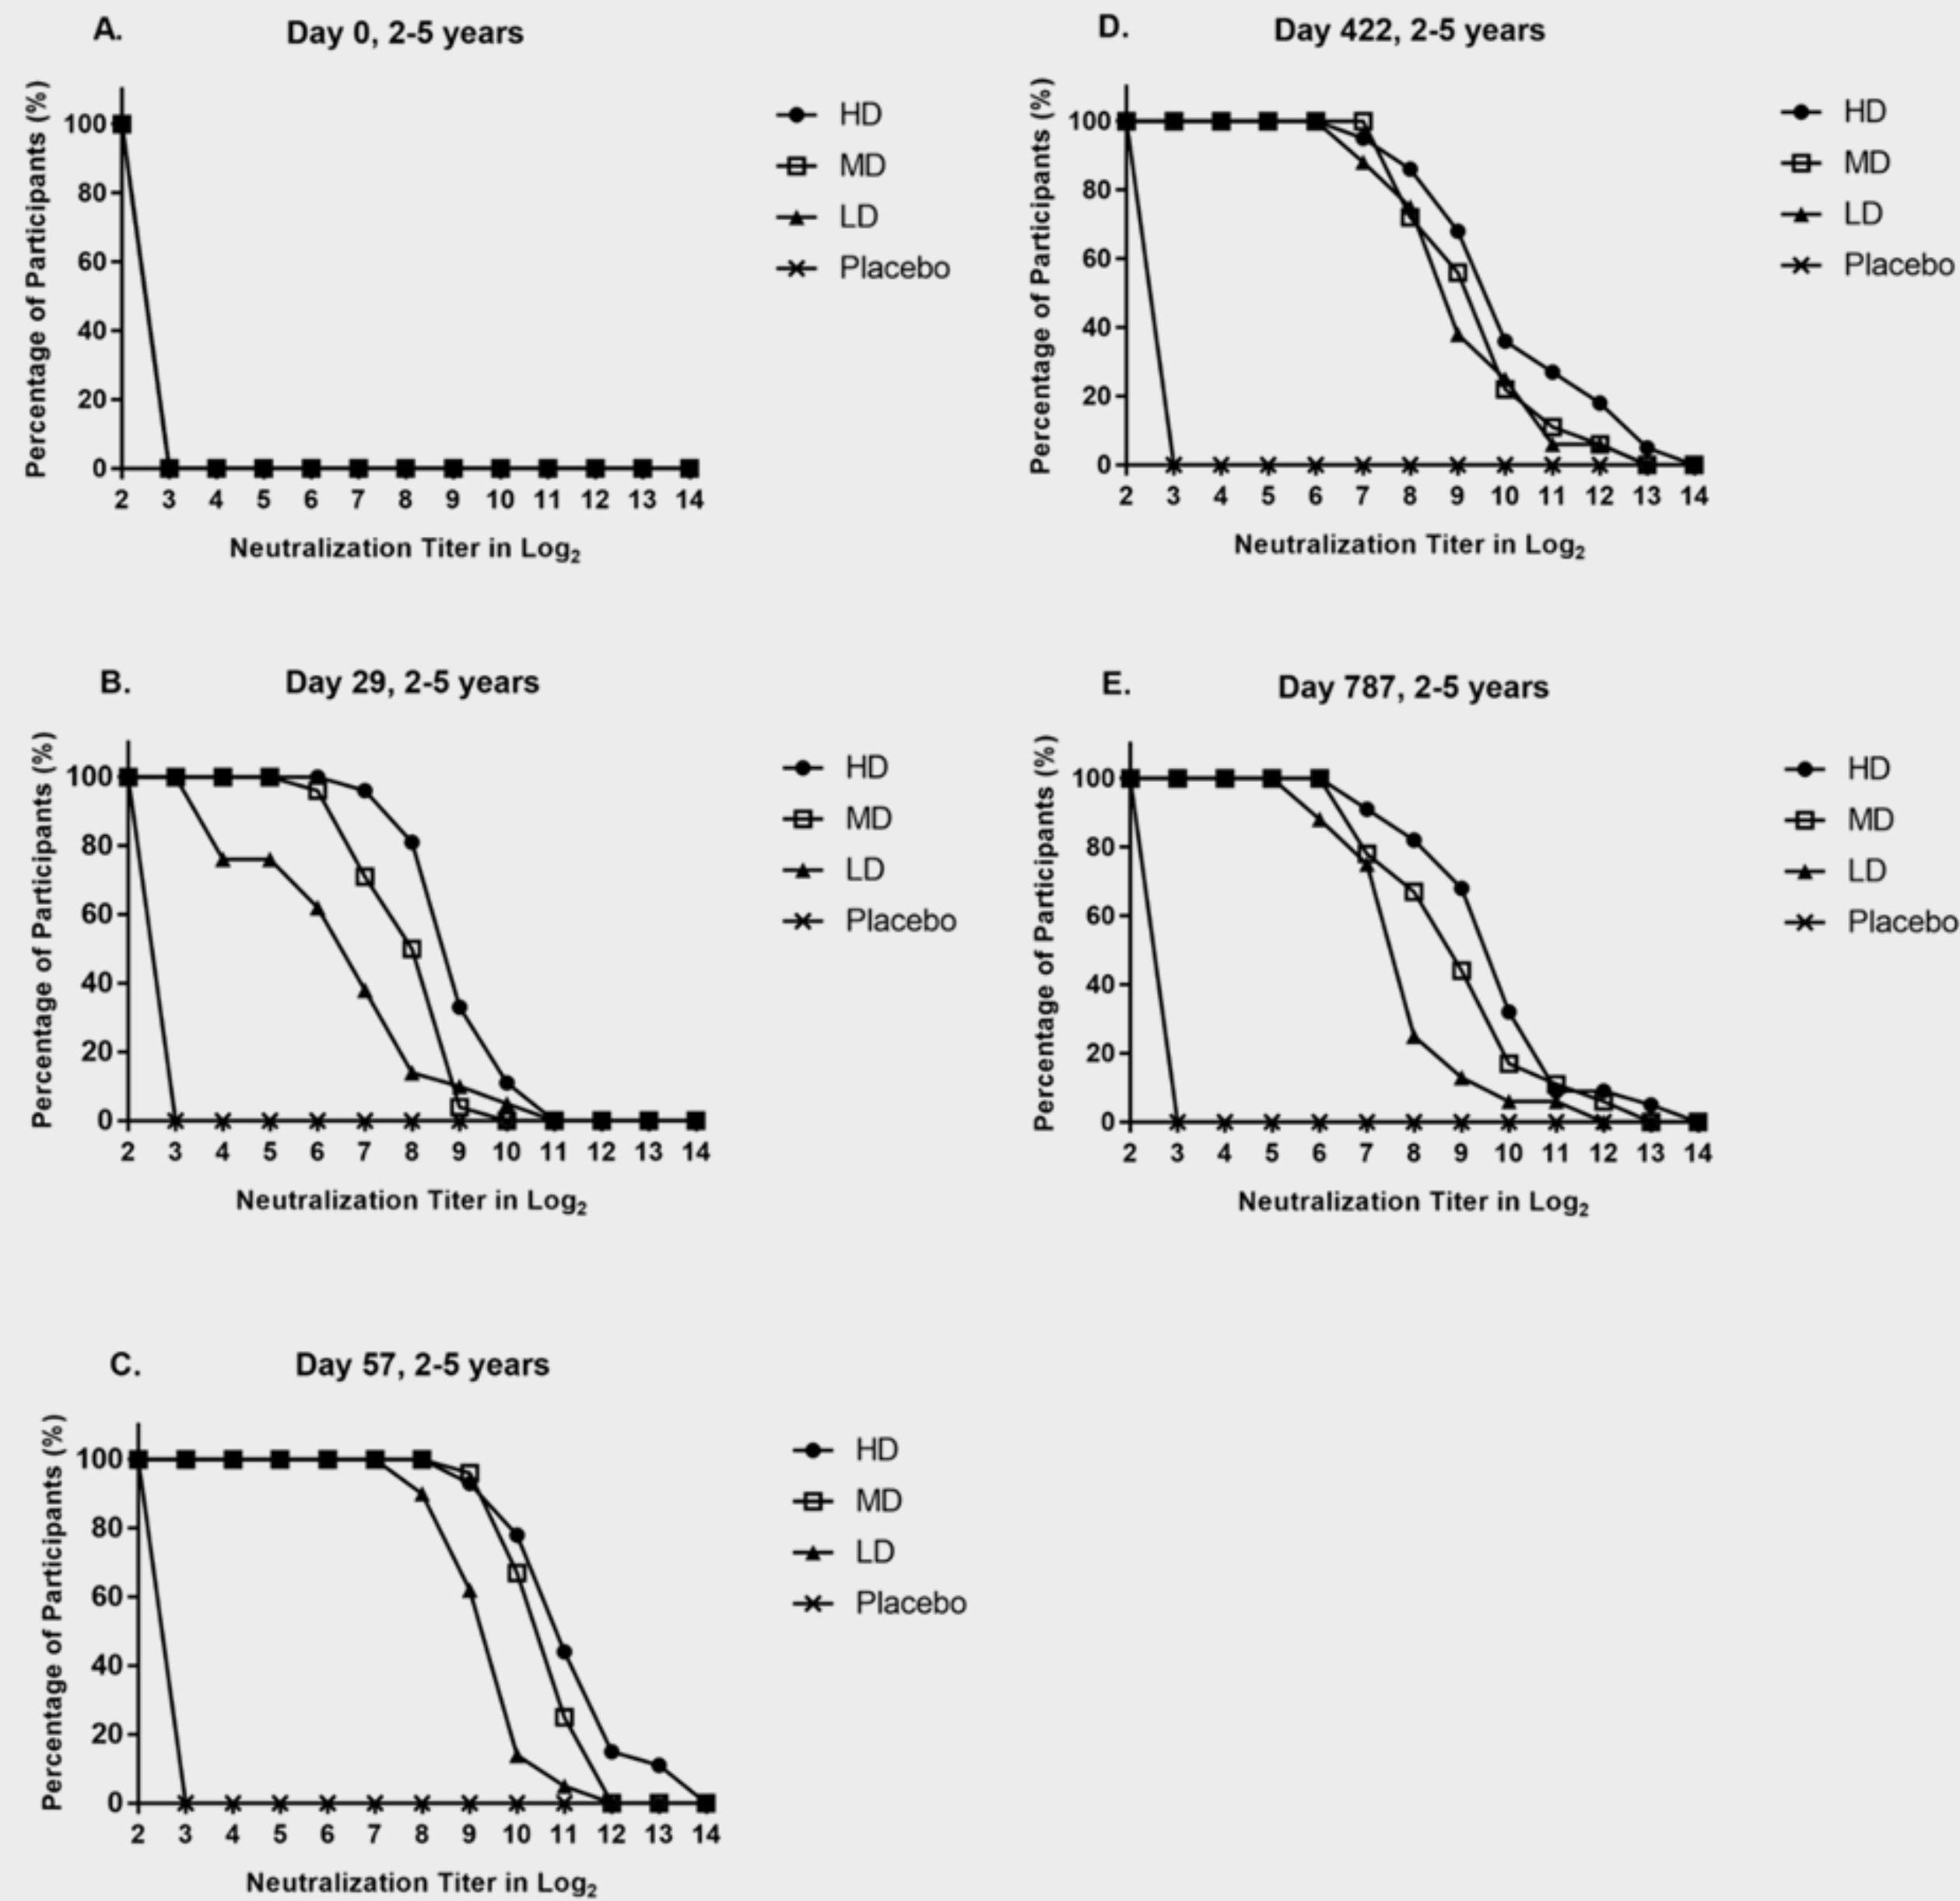 A.
Day 0, 2-5 years
Percentage of Participants (%)
100
80
60
40
20
0
2 3 4 5 6 7 8 9 10 11 12 13 14
Neutralization Titer in Log₂
HD
MD
LD
Placebo
B.
Day 29, 2-5 years
Percentage of Participants (%)
100
80
60
40
20
0
2 3 4 5 6 7 8 9 10 11 12 13 14
Neutralization Titer in Log₂
HD
MD
LD
Placebo
C.
Day 57, 2-5 years
Percentage of Participants (%)
100
80
60
40
20
0
2 3 4 5 6 7 8 9 10 11 12 13 14
Neutralization Titer in Log₂
HD
MD
LD
Placebo
D.
Day 422, 2-5 years
Percentage of Participants (%)
100
80
60
40
20
0
2 3 4 5 6 7 8 9 10 11 12 13 14
Neutralization Titer in Log₂
HD
MD
LD
Placebo
E.
Day 787, 2-5 years
Percentage of Participants (%)
100
80
60
40
20
0
2 3 4 5 6 7 8 9 10 11 12 13 14
Neutralization Titer in Log₂
HD
MD
LD
Placebo